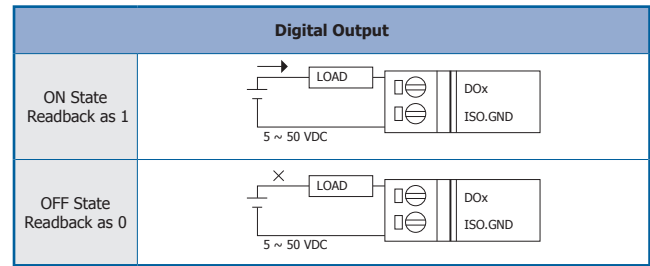 Digital Output
ON State
Readback as 1
LOAD
DOx
ISO.GND
5 ~ 50 VDC
OFF State
Readback as 0
LOAD
DOx
ISO.GND
5 ~ 50 VDC